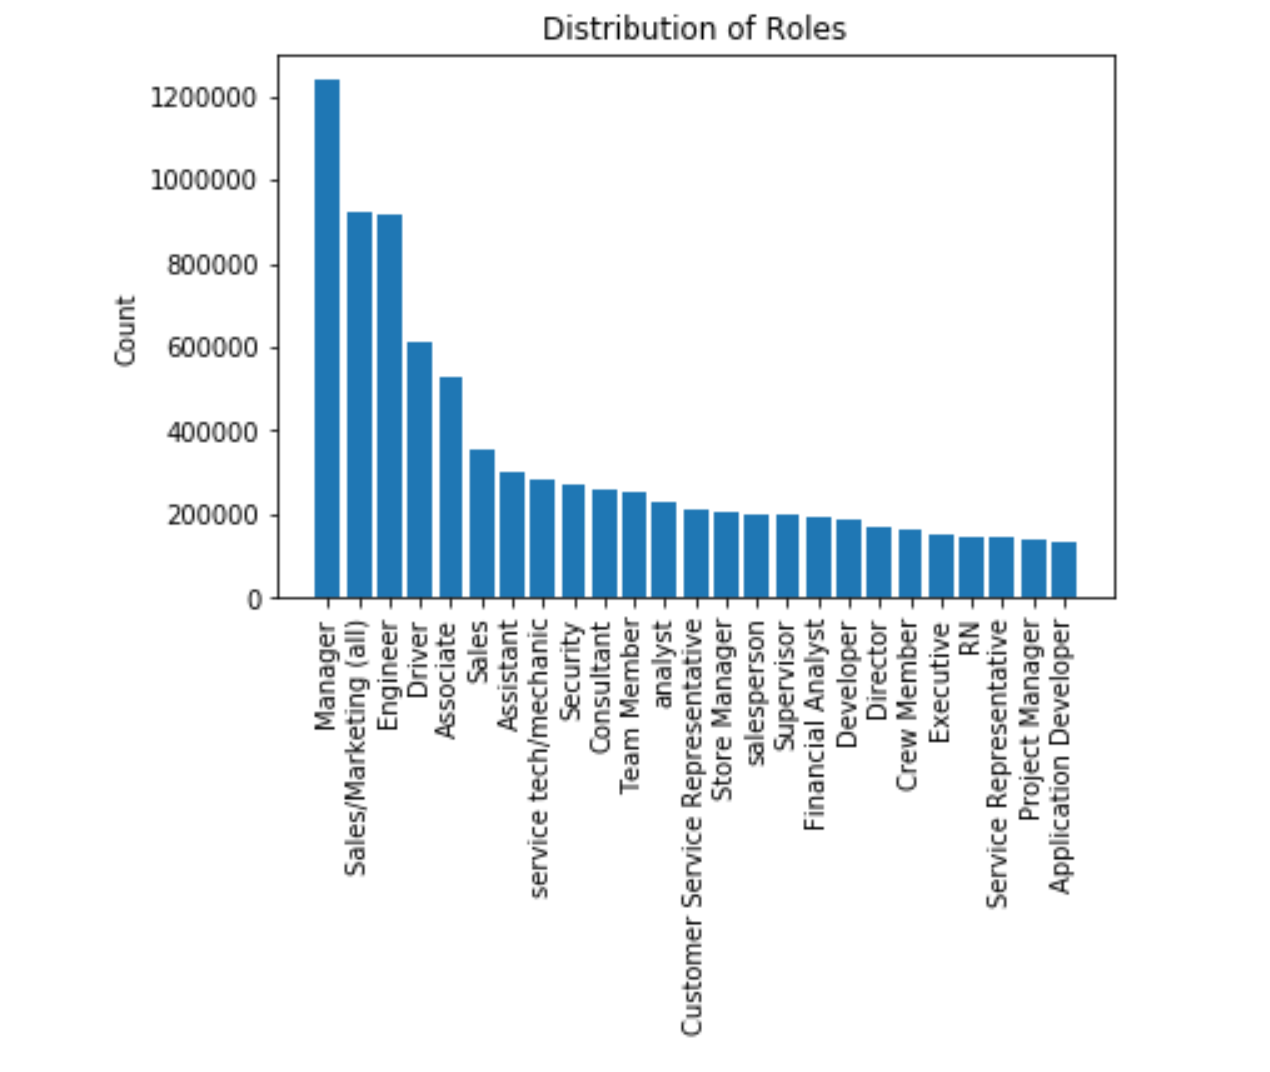 Distribution of Roles
Count
1200000
1000000
800000
600000
400000
200000
0
Manager
Sales/Marketing (all)
Engineer
Driver
Associate
Sales
Assistant
service tech/mechanic
Security
Consultant
Team Member
analyst
Customer Service Representative
Store Manager
salesperson
Supervisor
Financial Analyst
Developer
Director
Crew Member
Executive
RN
Service Representative
Project Manager
Application Developer